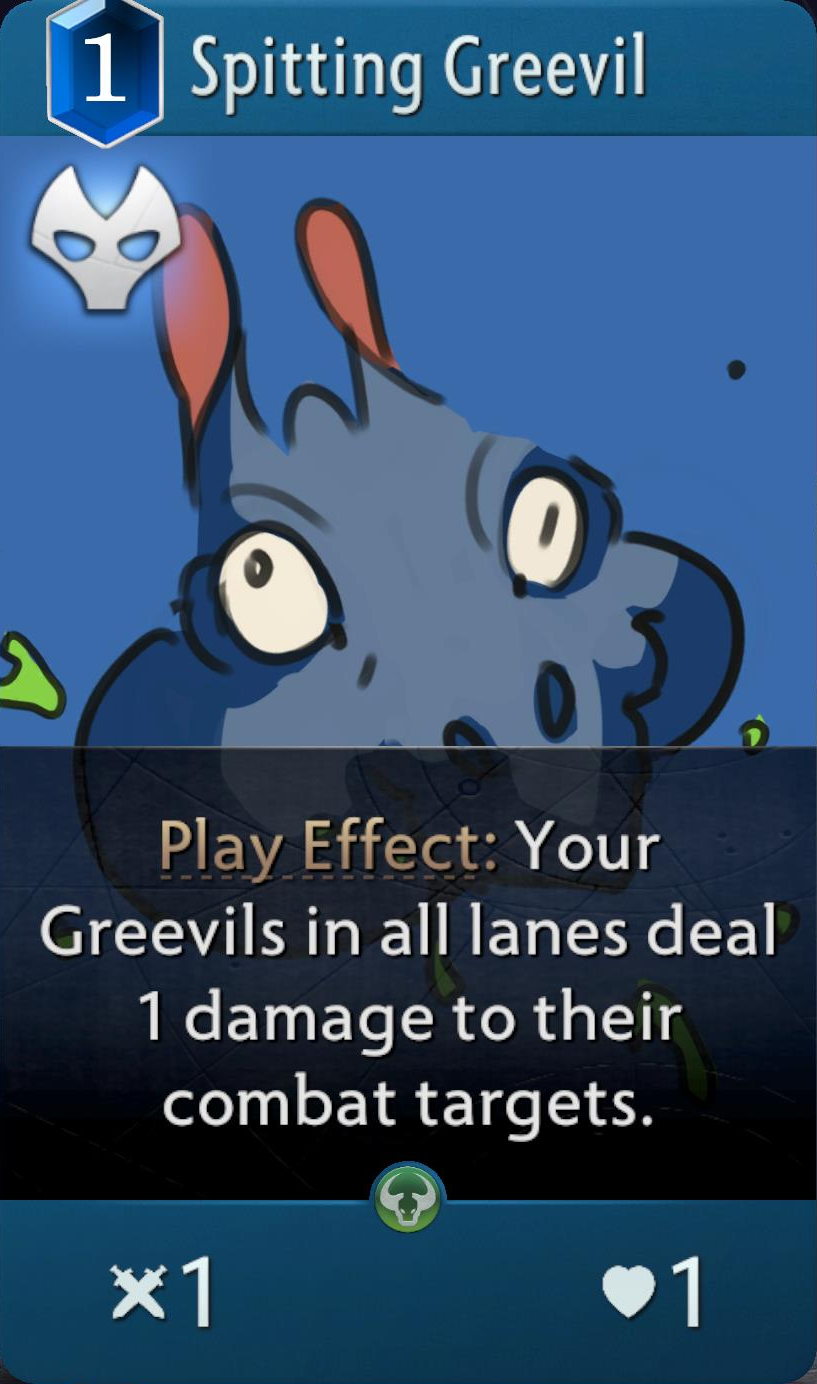 1
Spitting Greevil
Play Effect: Your
Greevils in all lanes deal
1 damage to their
combat targets.
1
1